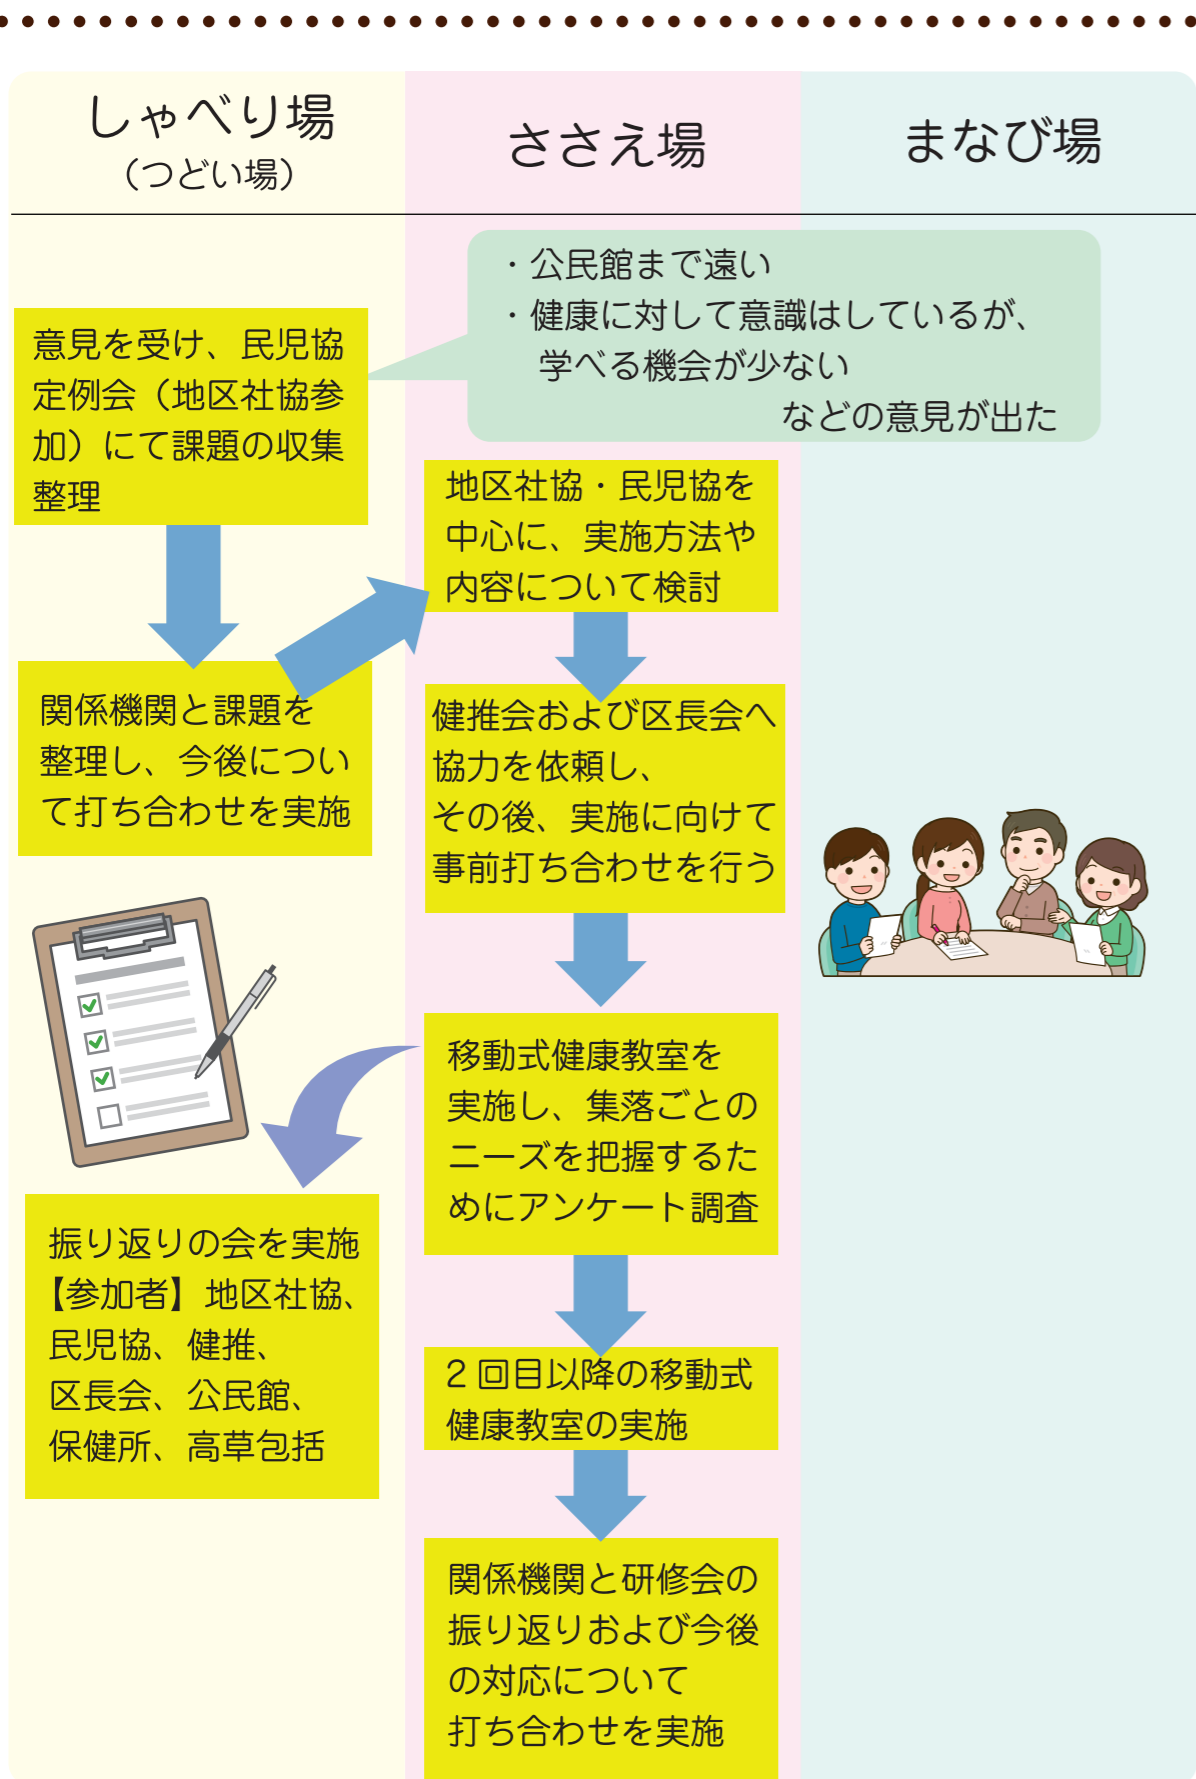 しゃべり場
（つどい場）
ささえ場
まなび場
・公民館まで遠い
・健康に対して意識はしているが、
学べる機会が少ない
などの意見が出た
意見を受け、民児協
定例会（地区社協参
加）にて課題の収集
整理
関係機関と課題を
整理し、今後につい
て打ち合わせを実施
地区社協・民児協を
中心に、実施方法や
内容について検討
健推会および区長会へ
協力を依頼し、
その後、実施に向けて
事前打ち合わせを行う
移動式健康教室を
実施し、集落ごとの
ニーズを把握するた
めにアンケート調査
振り返りの会を実施
【参加者】地区社協、
民児協、健推、
区長会、公民館、
保健所、高草包括
2回目以降の移動式
健康教室の実施
関係機関と研修会の
振り返りおよび今後
の対応について
打ち合わせを実施